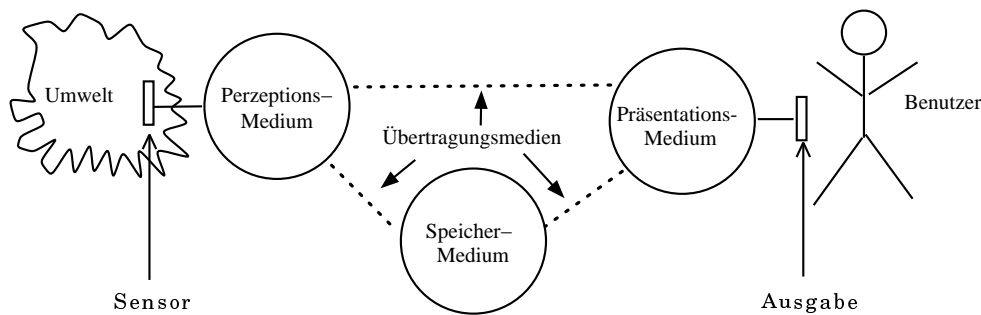 Umwelt
Perzeptions–
Medium
Übertragungsmedien
Speicher–
Medium
Präsentations-
Medium
Benutzer
Sensor
Ausgabe